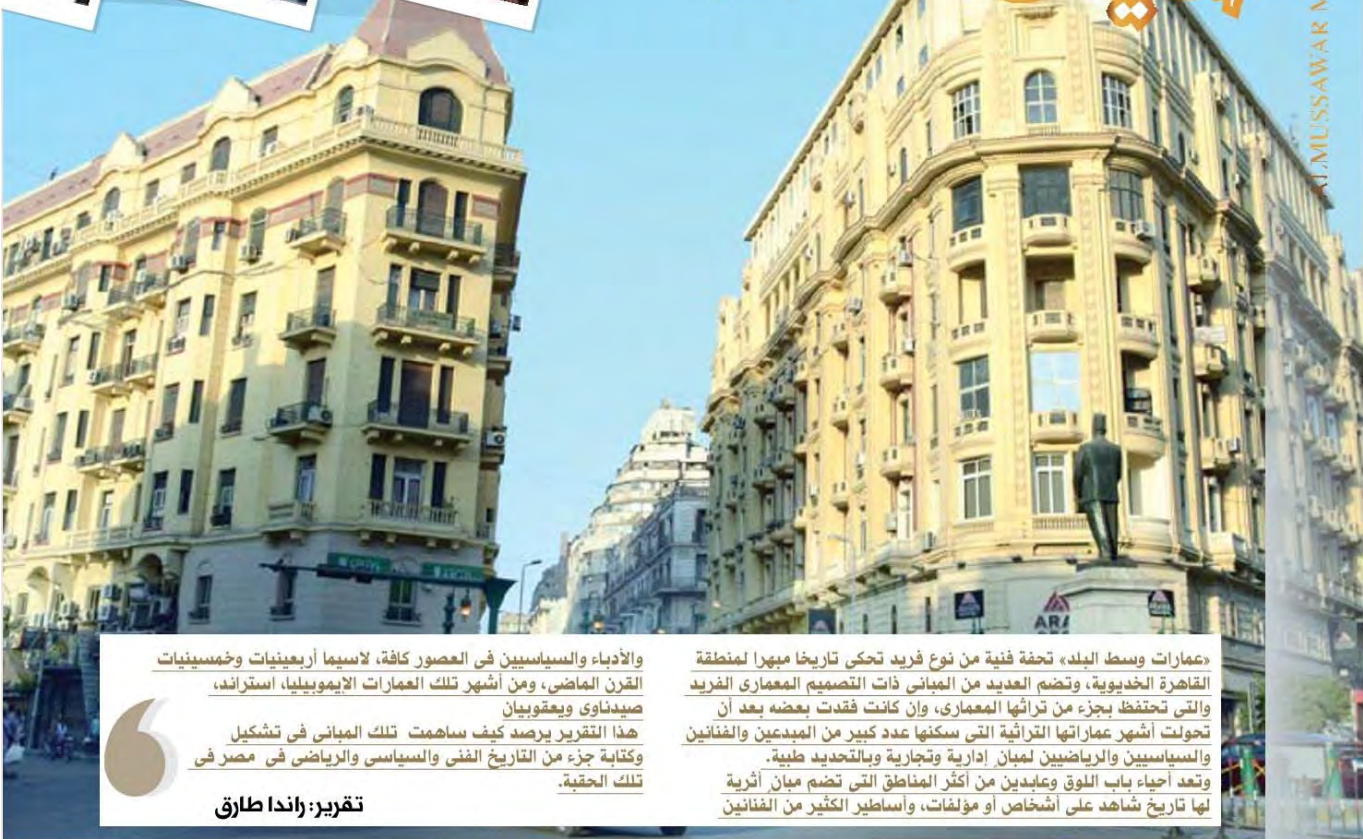 ALMUSSAWAR M
ARA
«عمارات وسط البلد» تحفة فنية من نوع فريد تحكى تاريخا مبهرا لمنطقة
القاهرة الخديوية، وتضم العديد من المبانى ذات التصميم المعمارى الفريد
والتى تحتفظ بجزء من تراثها المعمارى، وإن كانت فقدت بعضه بعد أن
تحولت أشهر عماراتها التراثية التى سكنها عدد كبير من المبدعين والفنانين
والسياسيين والرياضيين لمبانٍ إدارية وتجارية وبالتحديد طبية.
وتعد أحياء باب اللوق وعابدين من أكثر المناطق التى تضم مبانٍ أثرية
لها تاريخ شاهد على أشخاص أو مؤلفات، وأساطير الكثير من الفنانين
والأدباء والسياسيين فى العصور كافة، لاسيما أربعينيات وخمسينيات
القرن الماضى، ومن أشهر تلك العمارات الإيموبيليا، استراند،
صيدناوى ويعقوبيان
هذا التقرير يرصد كيف ساهمت تلك المبانى فى تشكيل
وكتابة جزء من التاريخ الفنى والسياسى والرياضى فى مصر فى
تلك الحقبة.
تقرير: راندا طارق